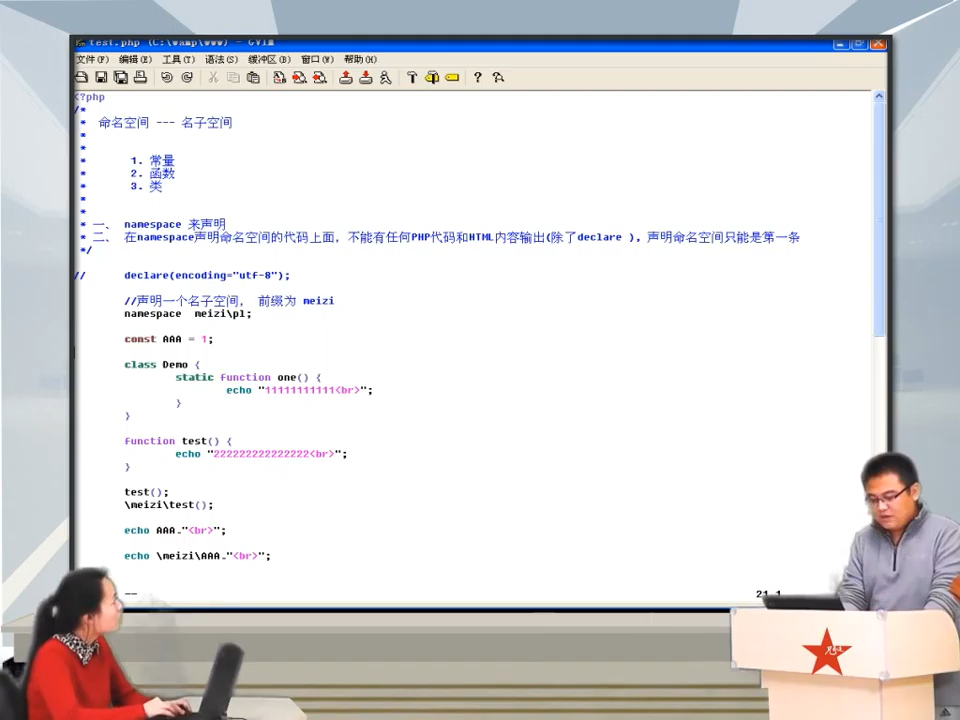 test.php (C:\wamp\www) - GVIM
文件(F) 编辑(E) 工具(T) 语法(S) 缓冲区(B) 窗口(W) 帮助(H)
<?php
/*
* 命名空间 --- 名子空间
*
*
* 1. 常量
* 2. 函数
* 3. 类
*
*
* 一、 namespace 来声明
* 二、 在namespace声明命名空间的代码上面，不能有任何PHP代码和HTML内容输出(除了declare )，声明命名空间只能是第一条
*/
// declare(encoding="utf-8");
//声明一个名子空间， 前缀为 meizi
namespace meizi\pl;
const AAA = 1;
class Demo {
static function one() {
echo "11111111111<br>";
}
}
function test() {
echo "222222222222222<br>";
}
test();
\meizi\test();
echo AAA."<br>";
echo \meizi\AAA."<br>";
--
21,1